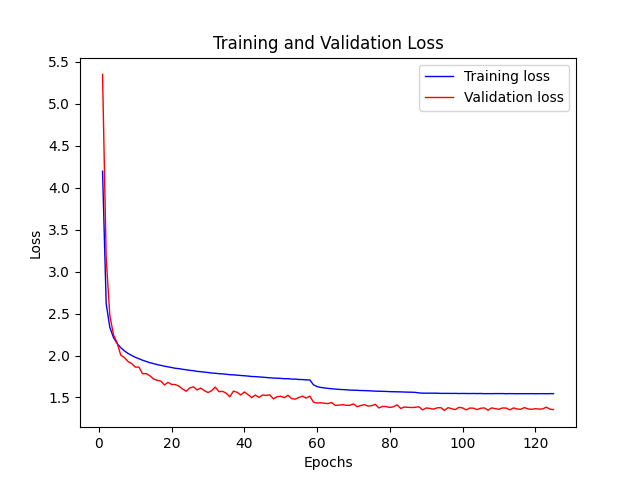 Training and Validation Loss
Training loss
Validation loss
5.5
5.0
4.5
4.0
3.5
3.0
2.5
2.0
1.5
Loss
0 20 40 60 80 100 120
Epochs